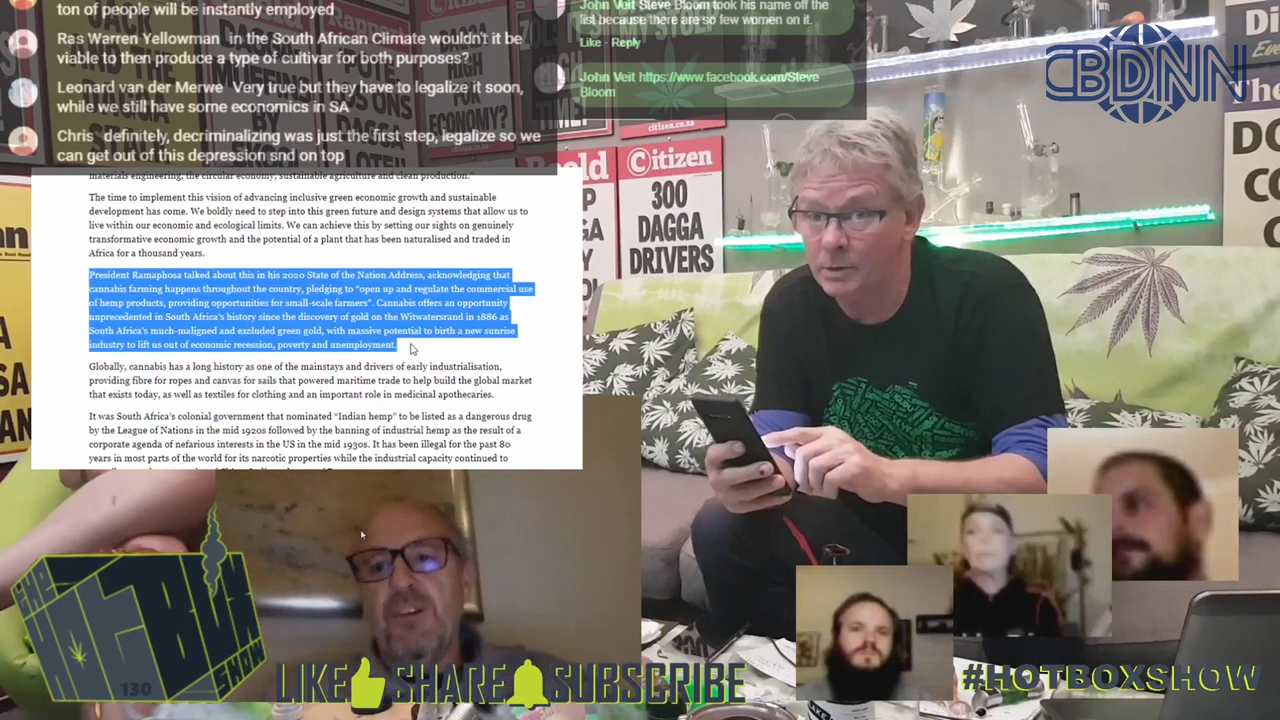 ton of people will be instantly employed
Ras Warren Yellowman in the South African Climate wouldn't it be
viable to then produce a type of cultivar for both purposes?
Leonard van der Merwe Very true but they have to legalize it soon,
while we still have some economics in SA
Chris definitely, decriminalizing was just the first step, legalize so we
can get out of this depression snd on top
John Veit Steve Bloom took his name off the
list because there are so few women on it.
Like · Reply
John Veit https://www.facebook.com/Steve
Bloom
CBDNN
materials engineering, the circular economy, sustainable agriculture and clean production."
The time to implement this vision of advancing inclusive green economic growth and sustainable
development has come. We boldly need to step into this green future and design systems that allow us to
live within our economic and ecological limits. We can achieve this by setting our sights on genuinely
transformative economic growth and the potential of a plant that has been naturalised and traded in
Africa for a thousand years.
President Ramaphosa talked about this in his 2020 State of the Nation Address, acknowledging that
cannabis farming happens throughout the country, pledging to "open up and regulate the commercial use
of hemp products, providing opportunities for small-scale farmers". Cannabis offers an opportunity
unprecedented in South Africa's history since the discovery of gold on the Witwatersrand in 1886 as
South Africa's much-maligned and excluded green gold, with massive potential to birth a new sunrise
industry to lift us out of economic recession, poverty and unemployment.
Globally, cannabis has a long history as one of the mainstays and drivers of early industrialisation,
providing fibre for ropes and canvas for sails that powered maritime trade to help build the global market
that exists today, as well as textiles for clothing and an important role in medicinal apothecaries.
It was South Africa's colonial government that nominated "Indian hemp" to be listed as a dangerous drug
by the League of Nations in the mid 1920s followed by the banning of industrial hemp as the result of a
corporate agenda of nefarious interests in the US in the mid 1930s. It has been illegal for the past 80
years in most parts of the world for its narcotic properties while the industrial capacity continued to
Citizen
300
DAGGA
DRIVERS
citizen.co.za
THE
HOTBOX
SHOW
130
LIKE SHARE SUBSCRIBE
#HOTBOXSHOW